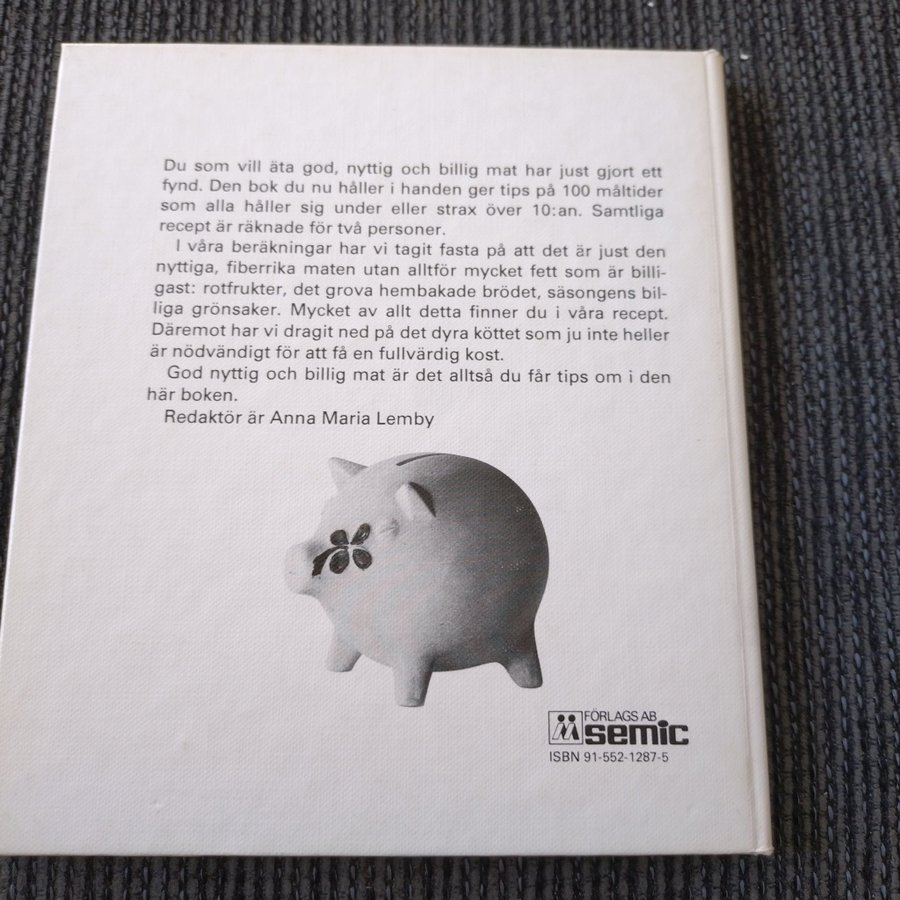 Du som vill äta god, nyttig och billig mat har just gjort ett
fynd. Den bok du nu håller i handen ger tips på 100 måltider
som alla håller sig under eller strax över 10:an. Samtliga
recept är räknade för två personer.
I våra beräkningar har vi tagit fasta på att det är just den
nyttiga, fiberrika maten utan alltför mycket fett som är billi-
gast: rotfrukter, det grova hembakade brödet, säsongens bil-
liga grönsaker. Mycket av allt detta finner du i våra recept.
Däremot har vi dragit ned på det dyra köttet som ju inte heller
är nödvändigt för att få en fullvärdig kost.
God nyttig och billig mat är det alltså du får tips om i den
här boken.
Redaktör är Anna Maria Lemby
FÖRLAGS AB
semic
ISBN 91-552-1287-5